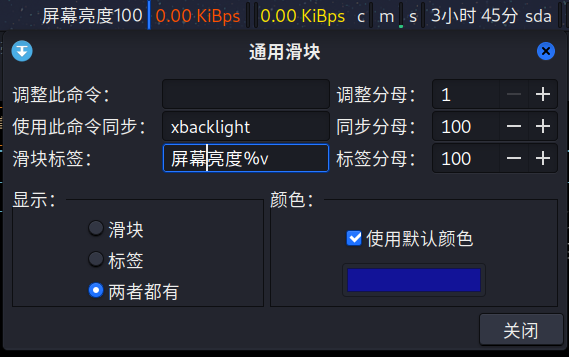 屏幕亮度100 0.00 KiBps 0.00 KiBps c m s 3小时 45分 sda
通用滑块
调整此命令： 调整分母： 1
使用此命令同步： xbacklight 同步分母： 100
滑块标签： 屏幕亮度%v 标签分母： 100
显示： 颜色：
滑块
使用默认颜色
标签
两者都有
关闭